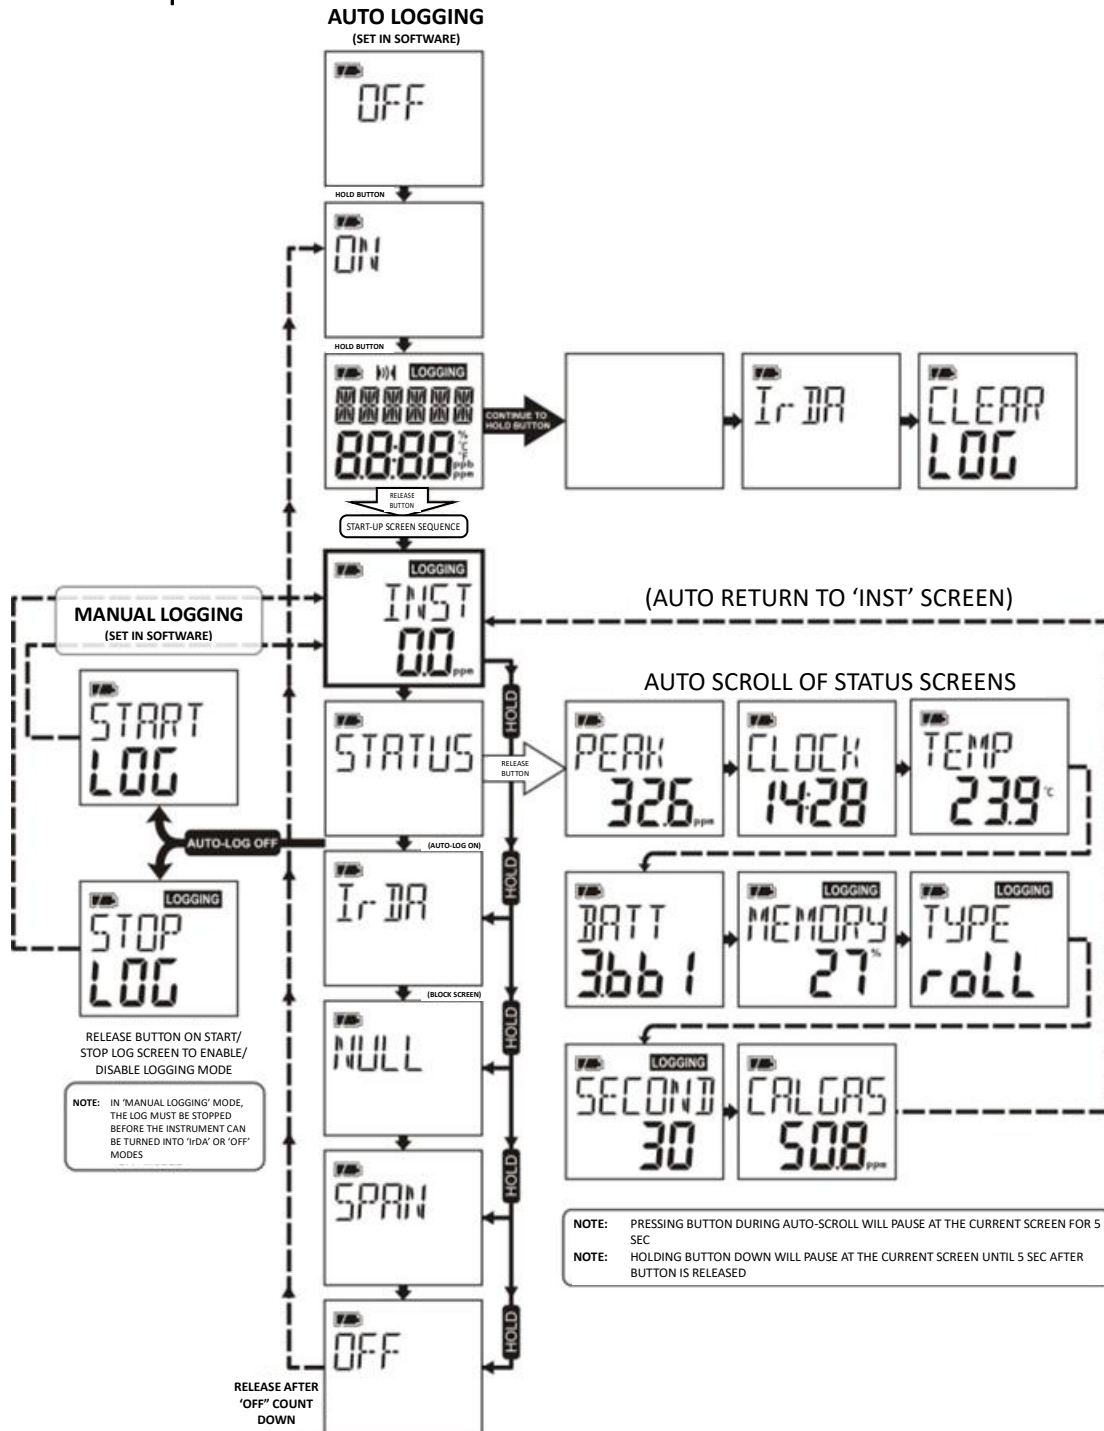 AUTO LOGGING
(SET IN SOFTWARE)
OFF
HOLD BUTTON
ON
HOLD BUTTON
LOGGING
88:88 % °C °F ppb ppm
CONTINUE TO
HOLD BUTTON
IrDA
CLEAR
LOG
RELEASE
BUTTON
START-UP SCREEN SEQUENCE
LOGGING
INST
0.0 ppm
HOLD
MANUAL LOGGING
(SET IN SOFTWARE)
(AUTO RETURN TO ‘INST’ SCREEN)
START
LOG
STATUS
RELEASE
BUTTON
AUTO SCROLL OF STATUS SCREENS
PEAK
32.6 ppm
CLOCK
14:28
TEMP
23.9 °C
AUTO-LOG OFF
(AUTO-LOG ON)
HOLD
LOGGING
STOP
LOG
IrDA
BATT
3.bb1
LOGGING
MEMORY
27 %
LOGGING
TYPE
roLL
(BLOCK SCREEN)
HOLD
NULL
RELEASE BUTTON ON START/
STOP LOG SCREEN TO ENABLE/
DISABLE LOGGING MODE
NOTE: IN ‘MANUAL LOGGING’ MODE,
THE LOG MUST BE STOPPED
BEFORE THE INSTRUMENT CAN
BE TURNED INTO ‘IrDA’ OR ‘OFF’
MODES
LOGGING
SECOND
30
CALGAS
50.8 ppm
HOLD
SPAN
NOTE: PRESSING BUTTON DURING AUTO-SCROLL WILL PAUSE AT THE CURRENT SCREEN FOR 5
SEC
NOTE: HOLDING BUTTON DOWN WILL PAUSE AT THE CURRENT SCREEN UNTIL 5 SEC AFTER
BUTTON IS RELEASED
HOLD
OFF
RELEASE AFTER
‘OFF” COUNT
DOWN